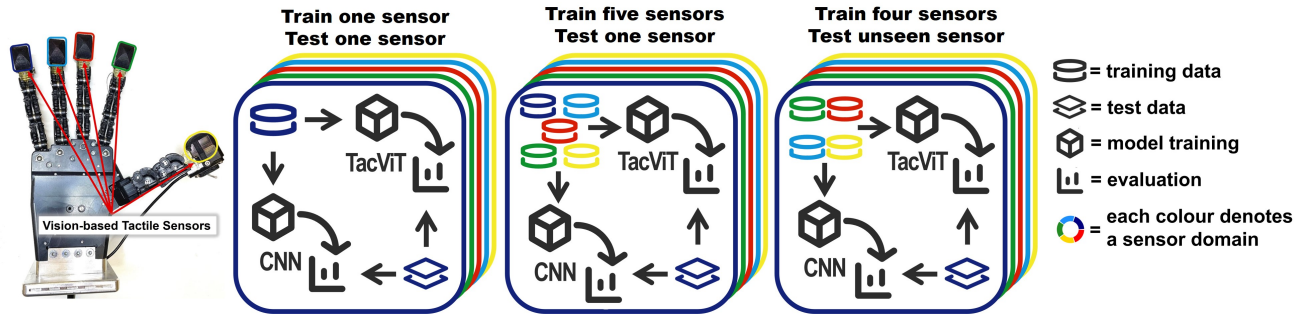 Train one sensor
Test one sensor
Train five sensors
Test one sensor
Train four sensors
Test unseen sensor
Vision-based Tactile Sensors
TacViT
CNN
TacViT
CNN
TacViT
CNN
= training data
= test data
= model training
= evaluation
= each colour denotes
a sensor domain